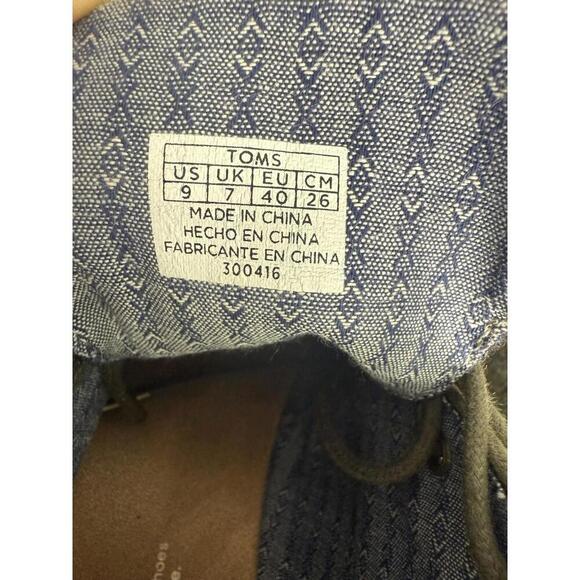 TOMS
US UK EU CM
9 7 40 26
MADE IN CHINA
HECHO EN CHINA
FABRICANTE EN CHINA
300416